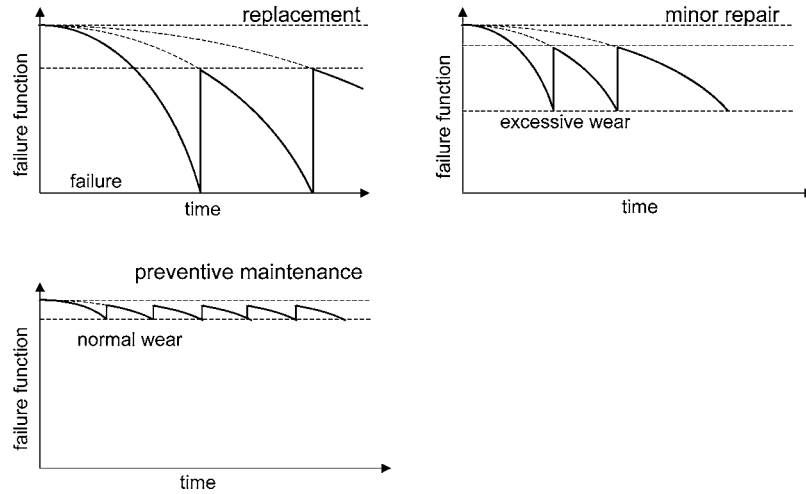 replacement
failure function
failure
time
minor repair
failure function
excessive wear
time
preventive maintenance
failure function
normal wear
time